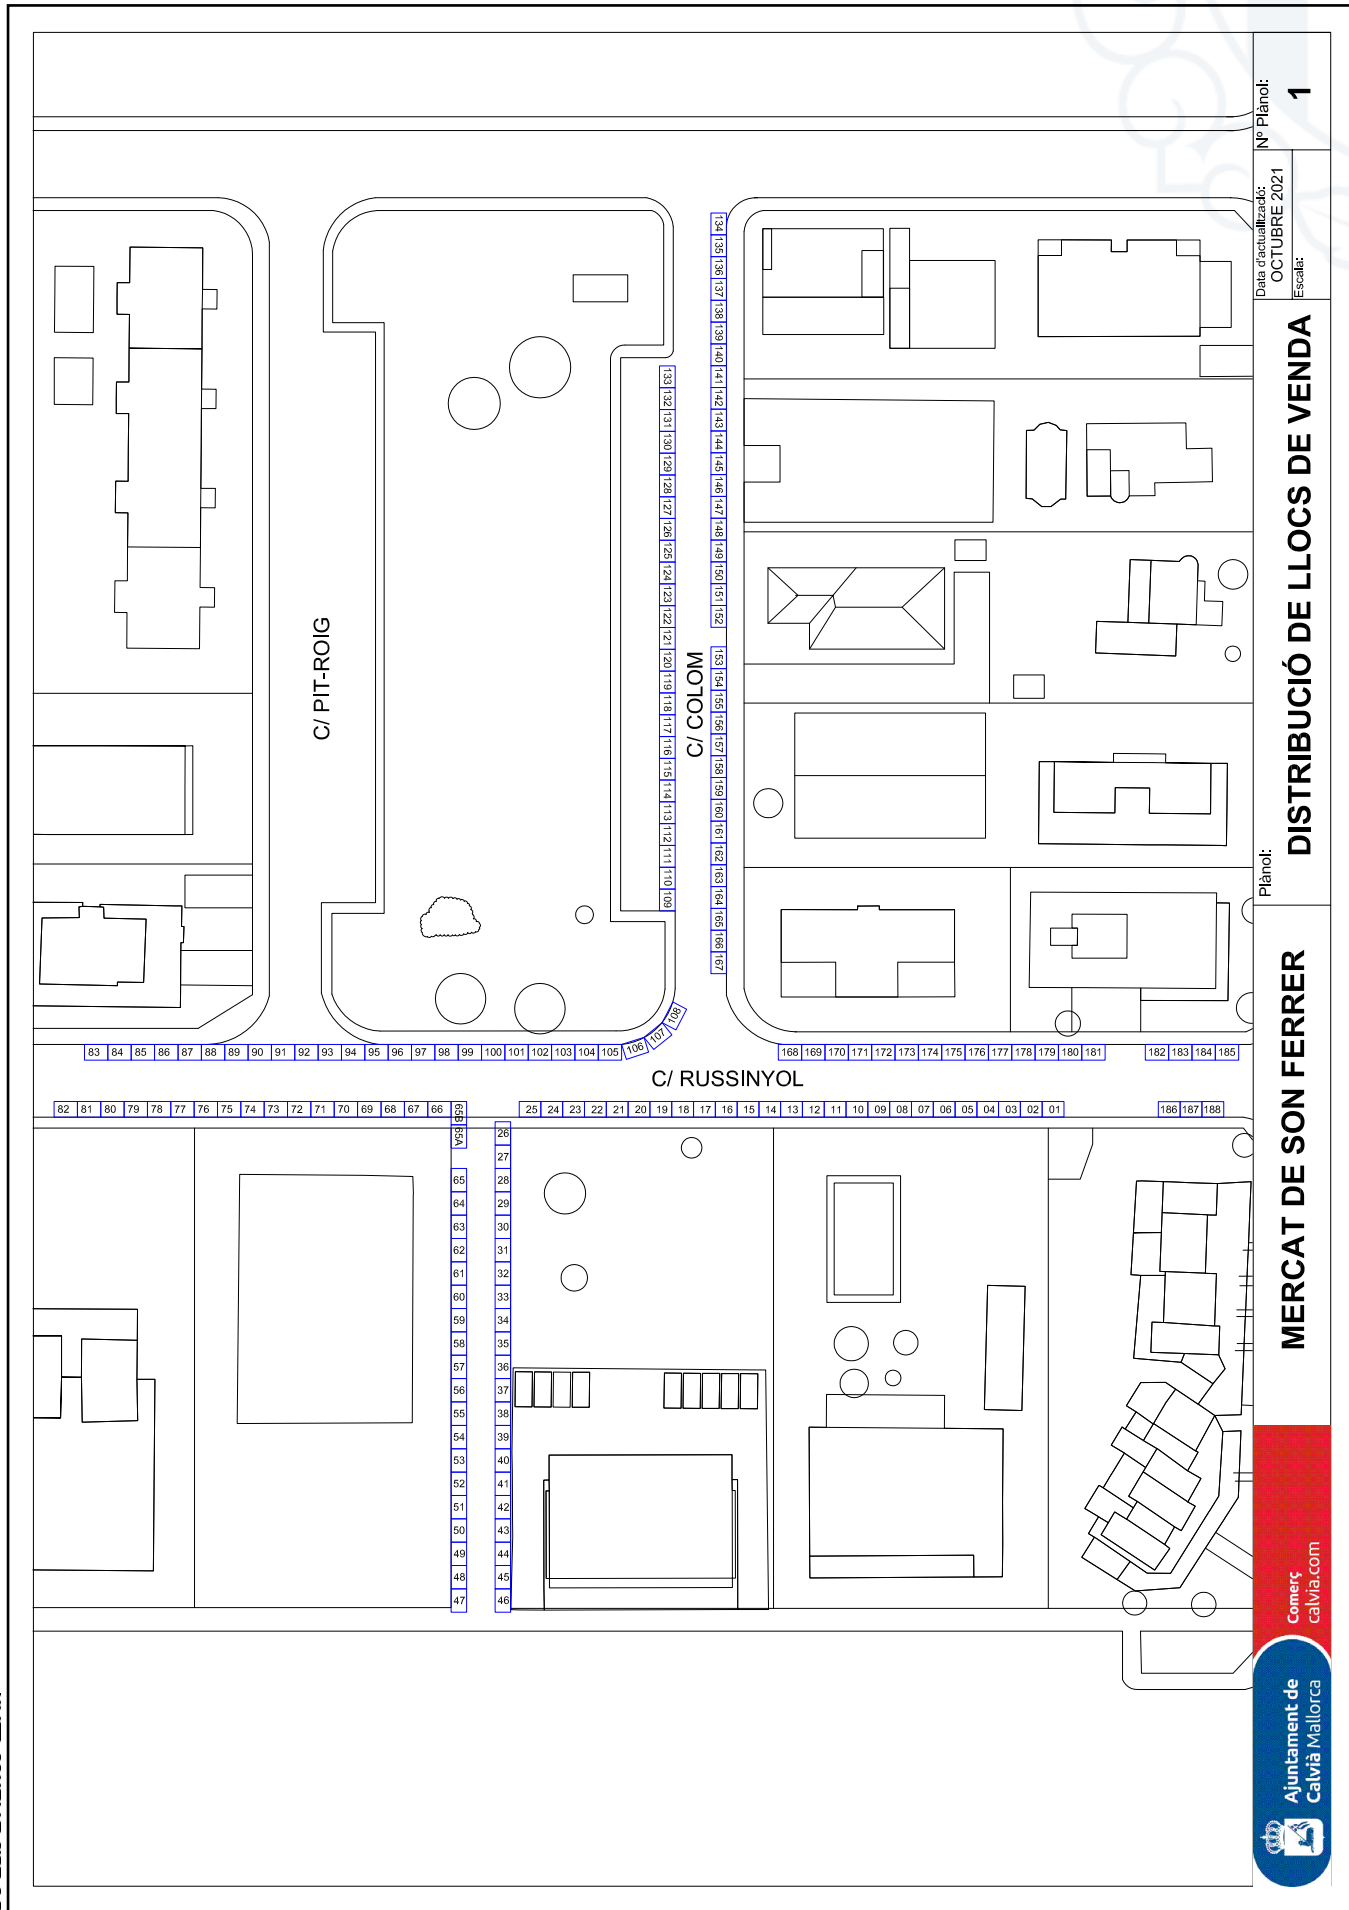 Nº Plànol:
1
Data d'actualització:
OCTUBRE 2021
Escala:
Plànol:
DISTRIBUCIÓ DE LLOCS DE VENDA
MERCAT DE SON FERRER
Comerç
calvia.com
Ajuntament de
Calvià Mallorca
C/ PIT-ROIG
C/ COLOM
C/ RUSSINYOL
134 135 136 137 138 139 140 141 142 143 144 145 146 147 148 149 150 151 152
153 154 155 156 157 158 159 160 161 162 163 164 165 166 167
133 132 131 130 129 128 127 126 125 124 123 122 121 120 119 118 117 116 115 114 113 112 111 110 109
108
107
106
83 84 85 86 87 88 89 90 91 92 93 94 95 96 97 98 99 100 101 102 103 104 105
168 169 170 171 172 173 174 175 176 177 178 179 180 181
182 183 184 185
82 81 80 79 78 77 76 75 74 73 72 71 70 69 68 67 66
65B 65A
25 24 23 22 21 20 19 18 17 16 15 14 13 12 11 10 09 08 07 06 05 04 03 02 01
186 187 188
65 64 63 62 61 60 59 58 57 56 55 54 53 52 51 50 49 48 47
26 27 28 29 30 31 32 33 34 35 36 37 38 39 40 41 42 43 44 45 46